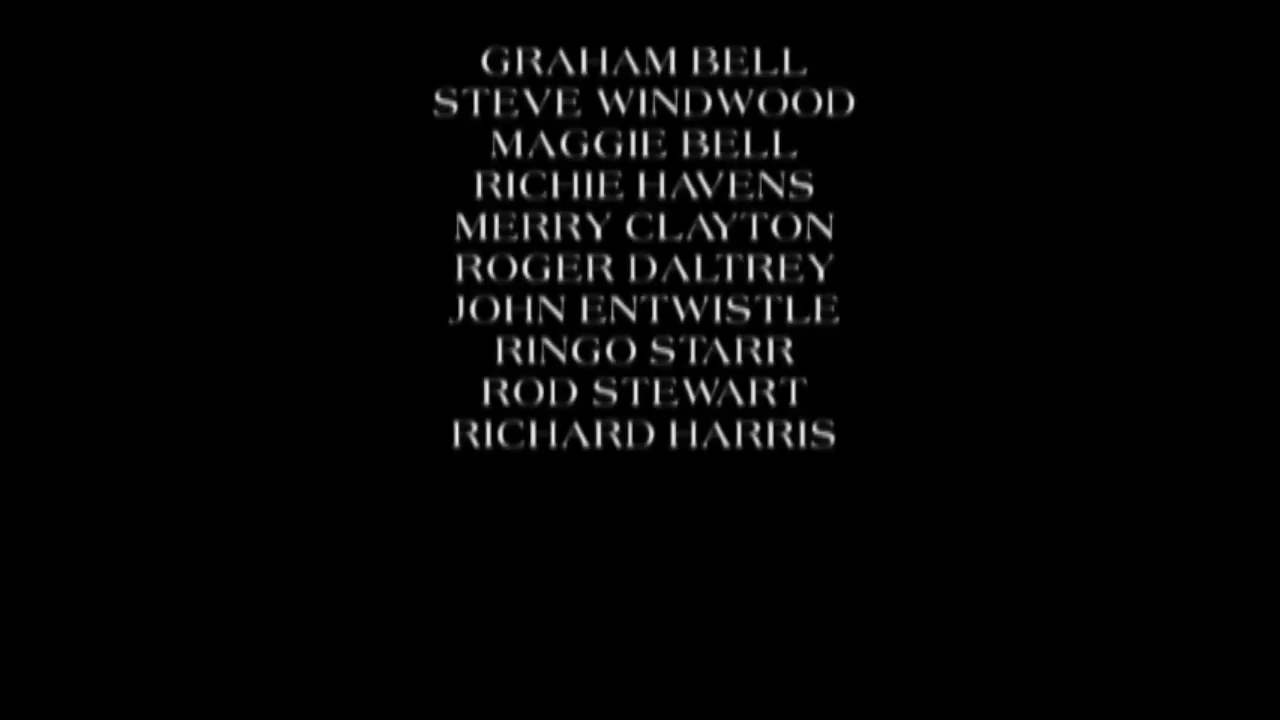 GRAHAM BELL
STEVE WINDWOOD
MAGGIE BELL
RICHIE HAVENS
MERRY CLAYTON
ROGER DALTREY
JOHN ENTWISTLE
RINGO STARR
ROD STEWART
RICHARD HARRIS